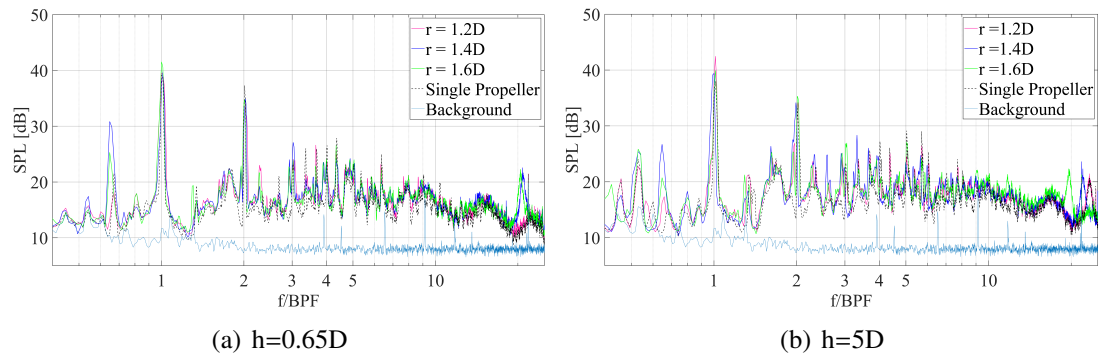 50
40
30
20
10
SPL [dB]
r = 1.2D
r = 1.4D
r = 1.6D
Single Propeller
Background
1
2
3
4
5
10
f/BPF
(a) h=0.65D
50
40
30
20
10
SPL [dB]
r =1.2D
r =1.4D
r =1.6D
Single Propeller
Background
1
2
3
4
5
10
f/BPF
(b) h=5D